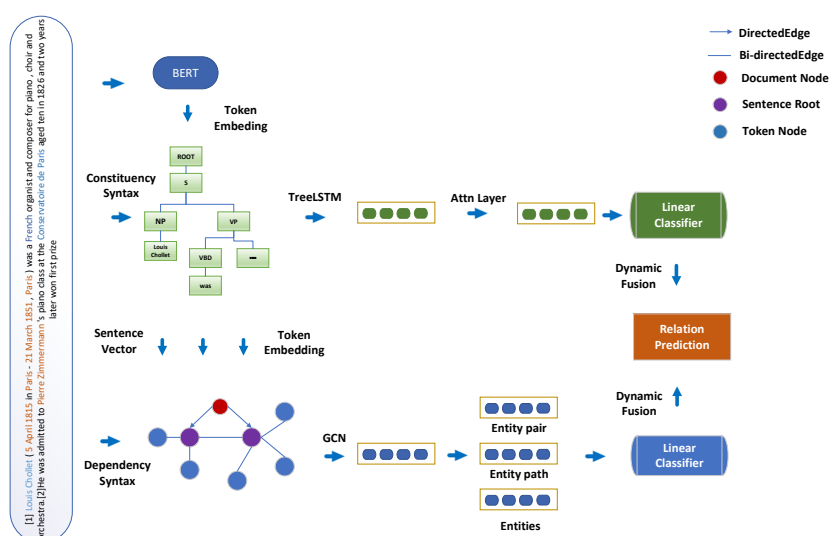 [1] Louis Chollet ( 5 April 1815 in Paris - 21 March 1851 , Paris ) was a French organist and composer for piano , choir and
orchestra.[2]He was admitted to Pierre Zimmermann 's piano class at the Conservatoire de Paris aged ten in 1826 and two years
later won first prize
BERT
Token
Embeding
Constituency
Syntax
ROOT
S
NP
VP
Louis
Chollet
VBD
...
was
TreeLSTM
Attn Layer
Linear
Classifier
Dynamic
Fusion
Relation
Prediction
Dynamic
Fusion
Linear
Classifier
Sentence
Vector
Token
Embedding
Dependency
Syntax
GCN
Entity pair
Entity path
Entities
DirectedEdge
Bi-directedEdge
Document Node
Sentence Root
Token Node